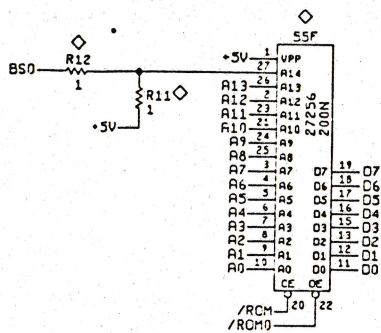 55F
+5V 1 VPP
R12
BS0 1 27 A14
R11
1
+5V
A13 26 A13
A12 2 A12
A11 23 A11
A10 21 A10
A9 24 A9
A8 25 A8
A7 3 A7 D7 19 D7
A6 4 A6 D6 18 D6
A5 5 A5 D5 17 D5
A4 6 A4 D4 16 D4
A3 7 A3 D3 15 D3
A2 8 A2 D2 13 D2
A1 9 A1 D1 12 D1
A0 10 A0 D0 11 D0
27256
200N
CE OE
/ROM 20 22
/ROM0